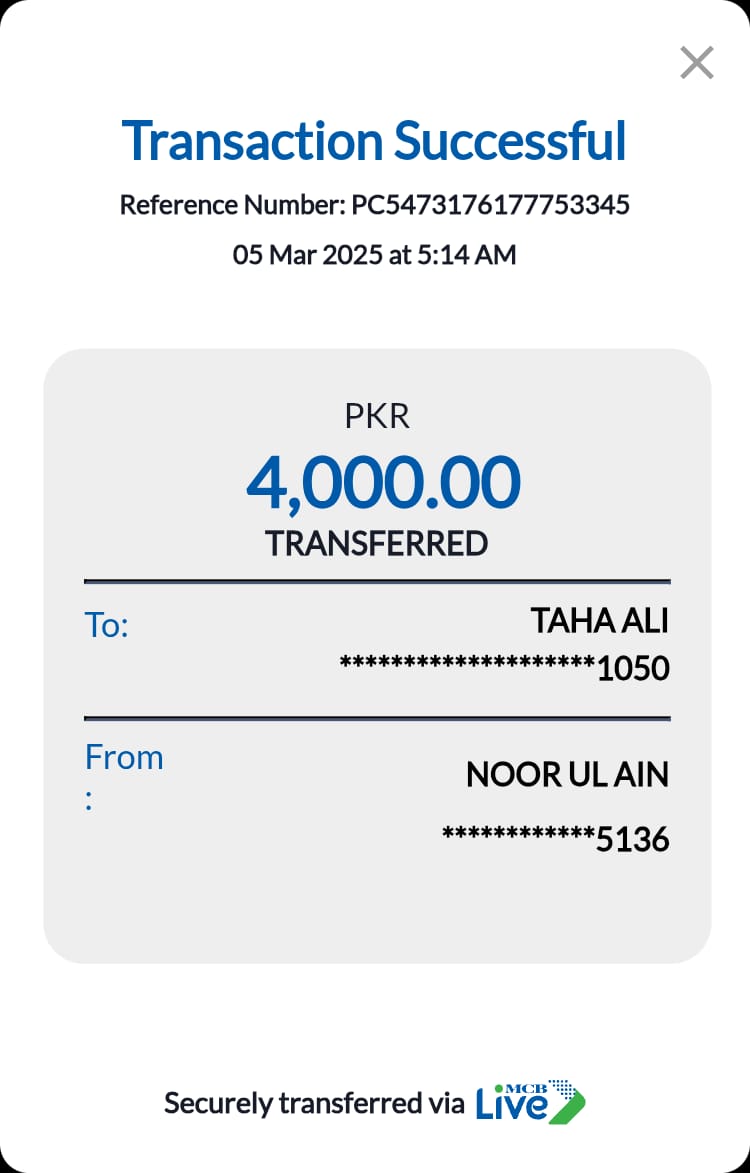 Transaction Successful
Reference Number: PC5473176177753345
05 Mar 2025 at 5:14 AM
PKR
4,000.00
TRANSFERRED
To:
TAHA ALI
********************1050
From
:
NOOR UL AIN
************5136
Securely transferred via MCB Live